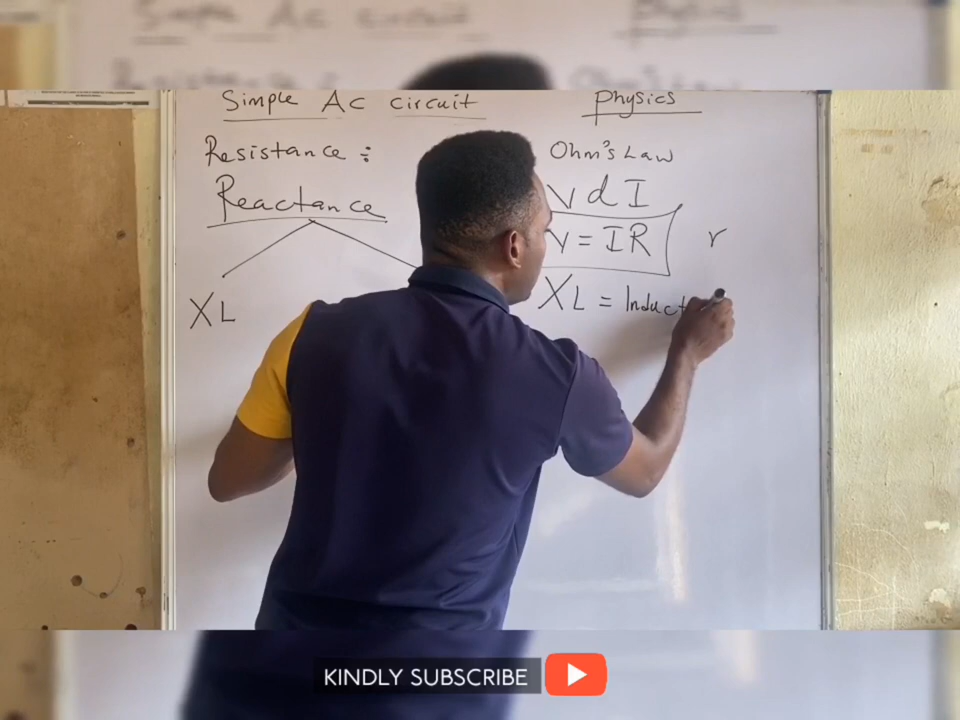 Simple Ac circuit
Physics
Resistance :
Reactance
XL
Ohm's Law
V d I
V = IR
r
XL = Induct
KINDLY SUBSCRIBE